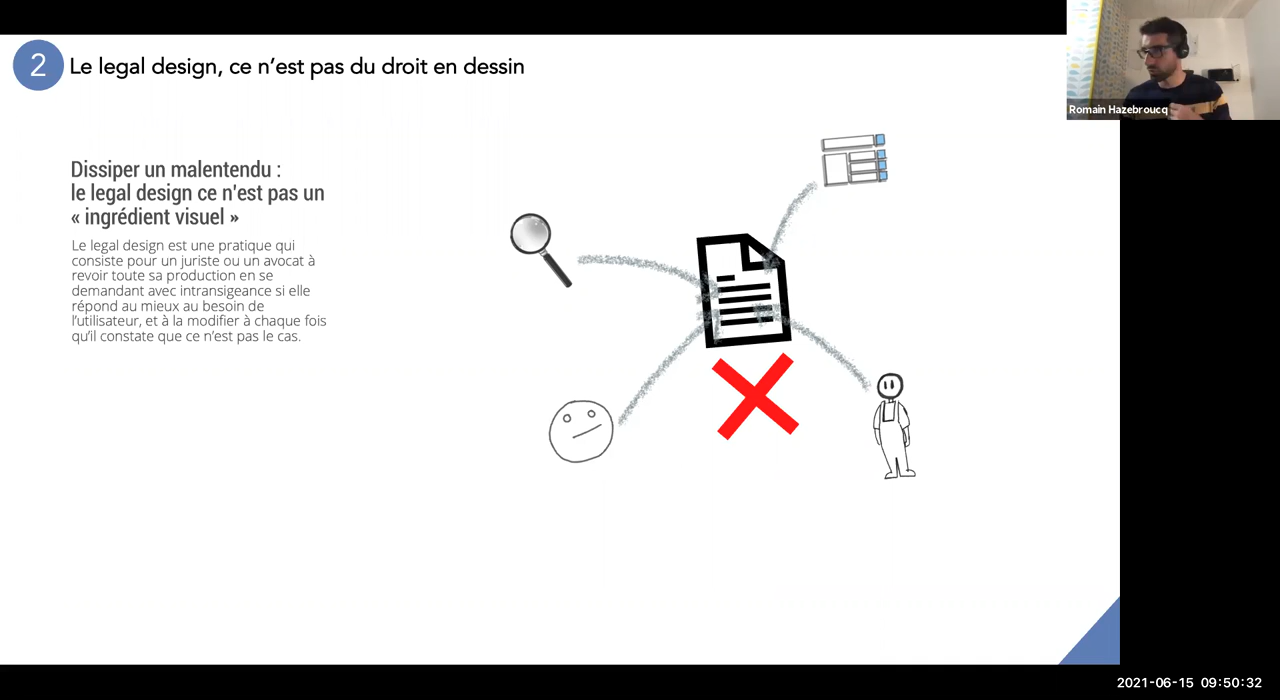 2 Le legal design, ce n’est pas du droit en dessin
Romain Hazebroucq
Dissiper un malentendu :
le legal design ce n'est pas un
« ingrédient visuel »
Le legal design est une pratique qui
consiste pour un juriste ou un avocat à
revoir toute sa production en se
demandant avec intransigeance si elle
répond au mieux au besoin de
l’utilisateur, et à la modifier à chaque fois
qu’il constate que ce n’est pas le cas.
2021-06-15 09:50:32